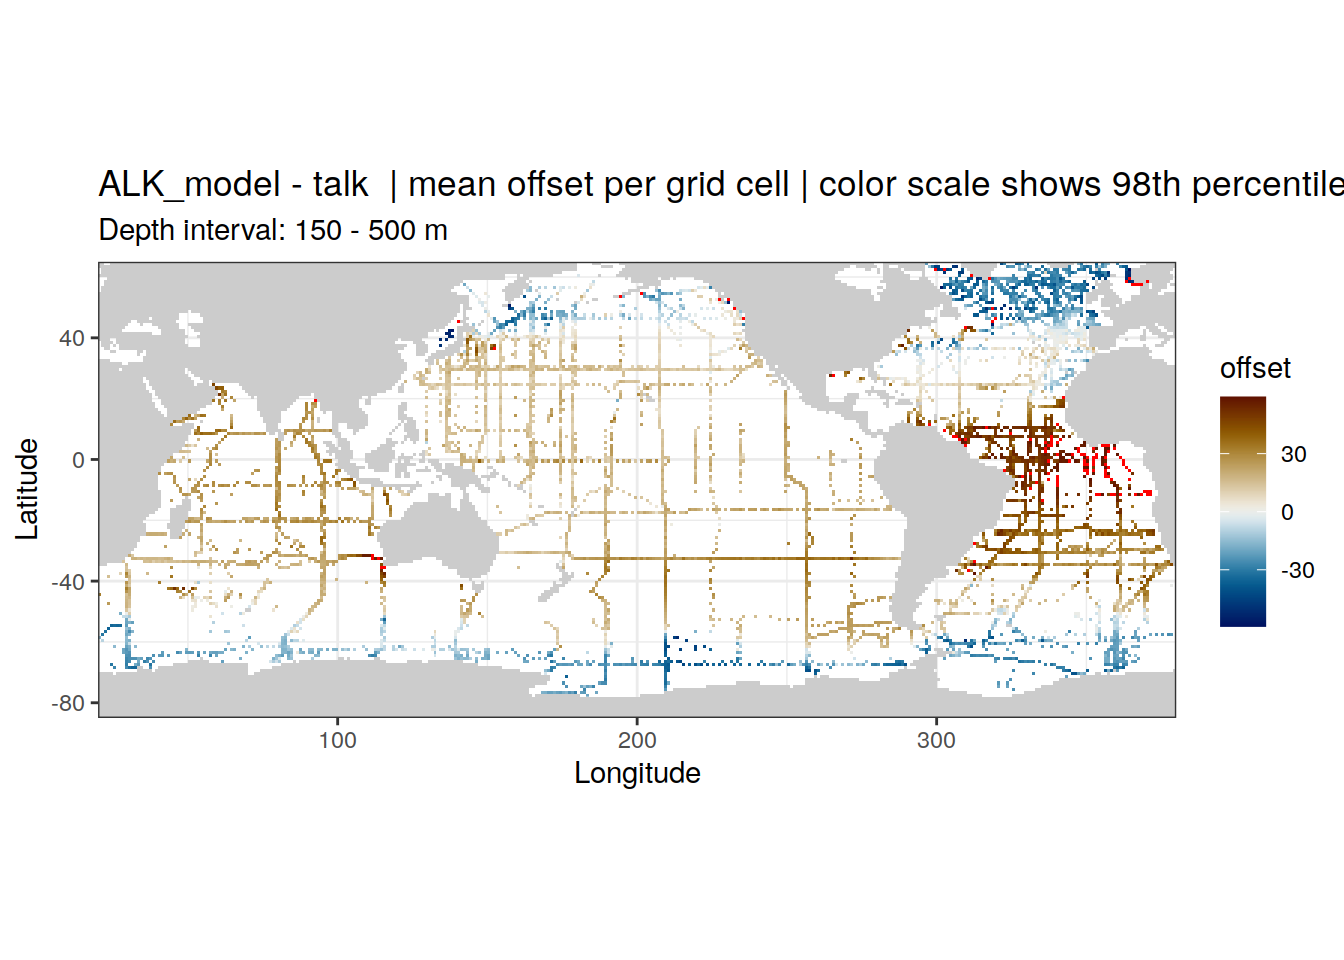 ALK_model - talk  | mean offset per grid cell | color scale shows 98th percentile
Depth interval: 150 - 500 m
40
0
-40
-80
Latitude
100
200
300
Longitude
offset
30
0
-30